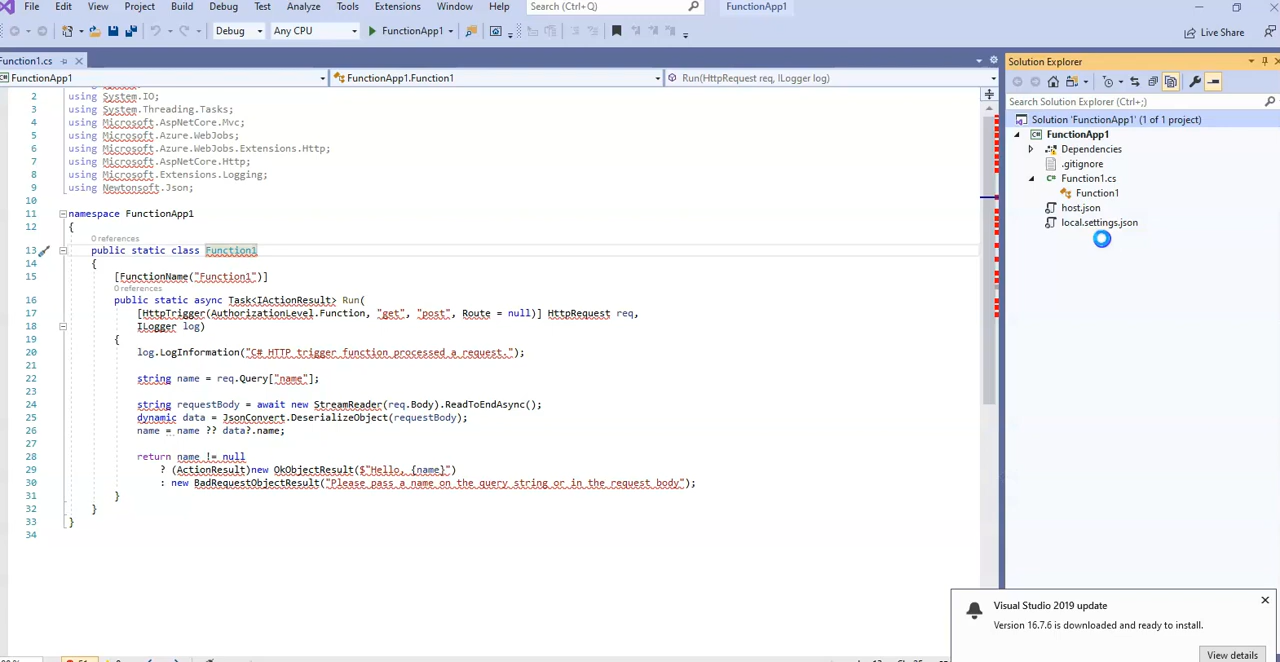 File Edit View Project Build Debug Test Analyze Tools Extensions Window Help Search (Ctrl+Q) FunctionApp1
Debug Any CPU FunctionApp1 Live Share
Function1.cs
FunctionApp1 FunctionApp1.Function1 Run(HttpRequest req, ILogger log)
2 using System.IO;
3 using System.Threading.Tasks;
4 using Microsoft.AspNetCore.Mvc;
5 using Microsoft.Azure.WebJobs;
6 using Microsoft.Azure.WebJobs.Extensions.Http;
7 using Microsoft.AspNetCore.Http;
8 using Microsoft.Extensions.Logging;
9 using Newtonsoft.Json;
10
11 namespace FunctionApp1
12 {
0 references
13 public static class Function1
14 {
15 [FunctionName("Function1")]
0 references
16 public static async Task<IActionResult> Run(
17 [HttpTrigger(AuthorizationLevel.Function, "get", "post", Route = null)] HttpRequest req,
18 ILogger log)
19 {
20 log.LogInformation("C# HTTP trigger function processed a request.");
21
22 string name = req.Query["name"];
23
24 string requestBody = await new StreamReader(req.Body).ReadToEndAsync();
25 dynamic data = JsonConvert.DeserializeObject(requestBody);
26 name = name ?? data?.name;
27
28 return name != null
29 ? (ActionResult)new OkObjectResult($"Hello, {name}")
30 : new BadRequestObjectResult("Please pass a name on the query string or in the request body");
31 }
32 }
33 }
34
Solution Explorer
Search Solution Explorer (Ctrl+;)
Solution 'FunctionApp1' (1 of 1 project)
FunctionApp1
Dependencies
.gitignore
Function1.cs
Function1
host.json
local.settings.json
Visual Studio 2019 update
Version 16.7.6 is downloaded and ready to install.
View details